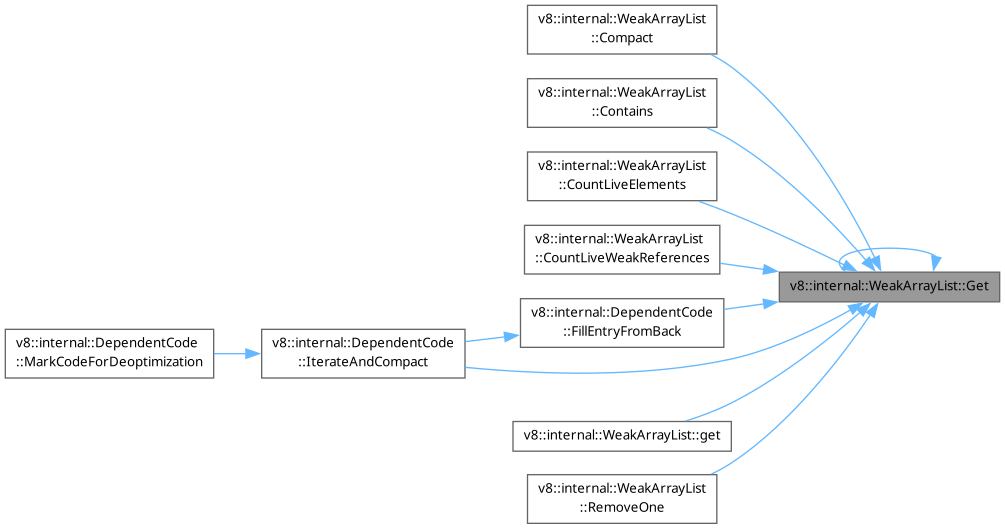 v8::internal::WeakArrayList
::Compact
v8::internal::WeakArrayList
::Contains
v8::internal::WeakArrayList
::CountLiveElements
v8::internal::WeakArrayList
::CountLiveWeakReferences
v8::internal::WeakArrayList::Get
v8::internal::DependentCode
::FillEntryFromBack
v8::internal::DependentCode
::MarkCodeForDeoptimization
v8::internal::DependentCode
::IterateAndCompact
v8::internal::WeakArrayList::get
v8::internal::WeakArrayList
::RemoveOne